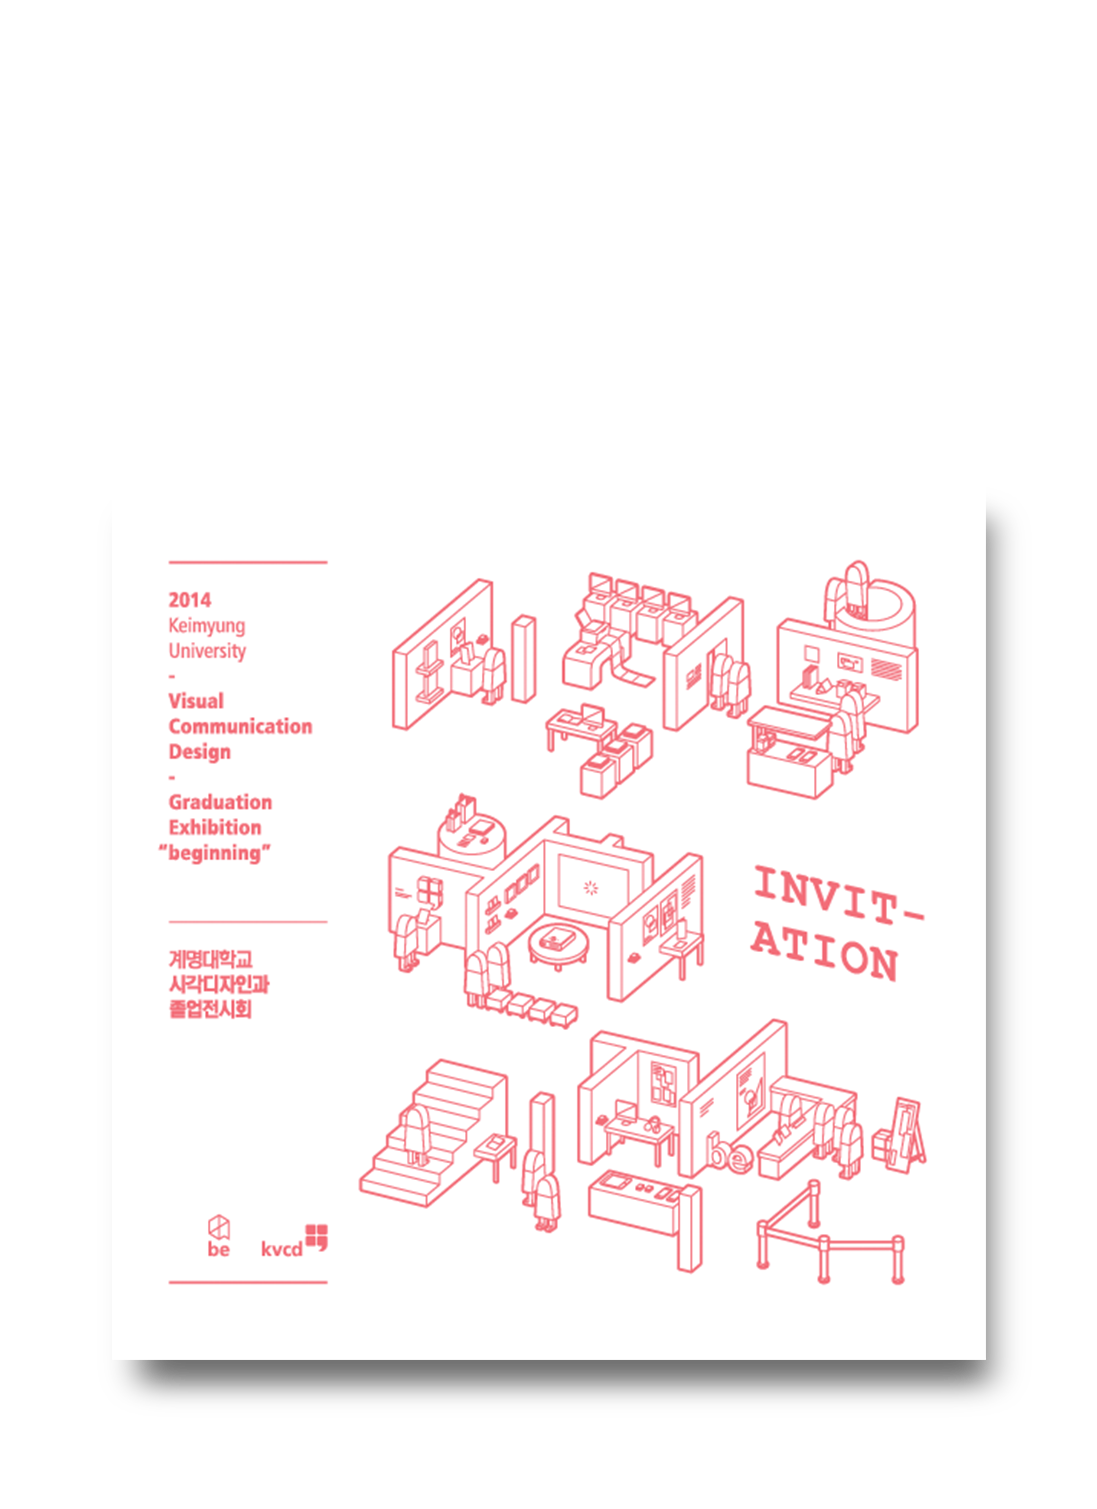 2014
Keimyung
University
-
Visual
Communication
Design
-
Graduation
Exhibition
“beginning”
계명대학교
시각디자인과
졸업전시회
be
kvcd
INVIT-
ATION
be